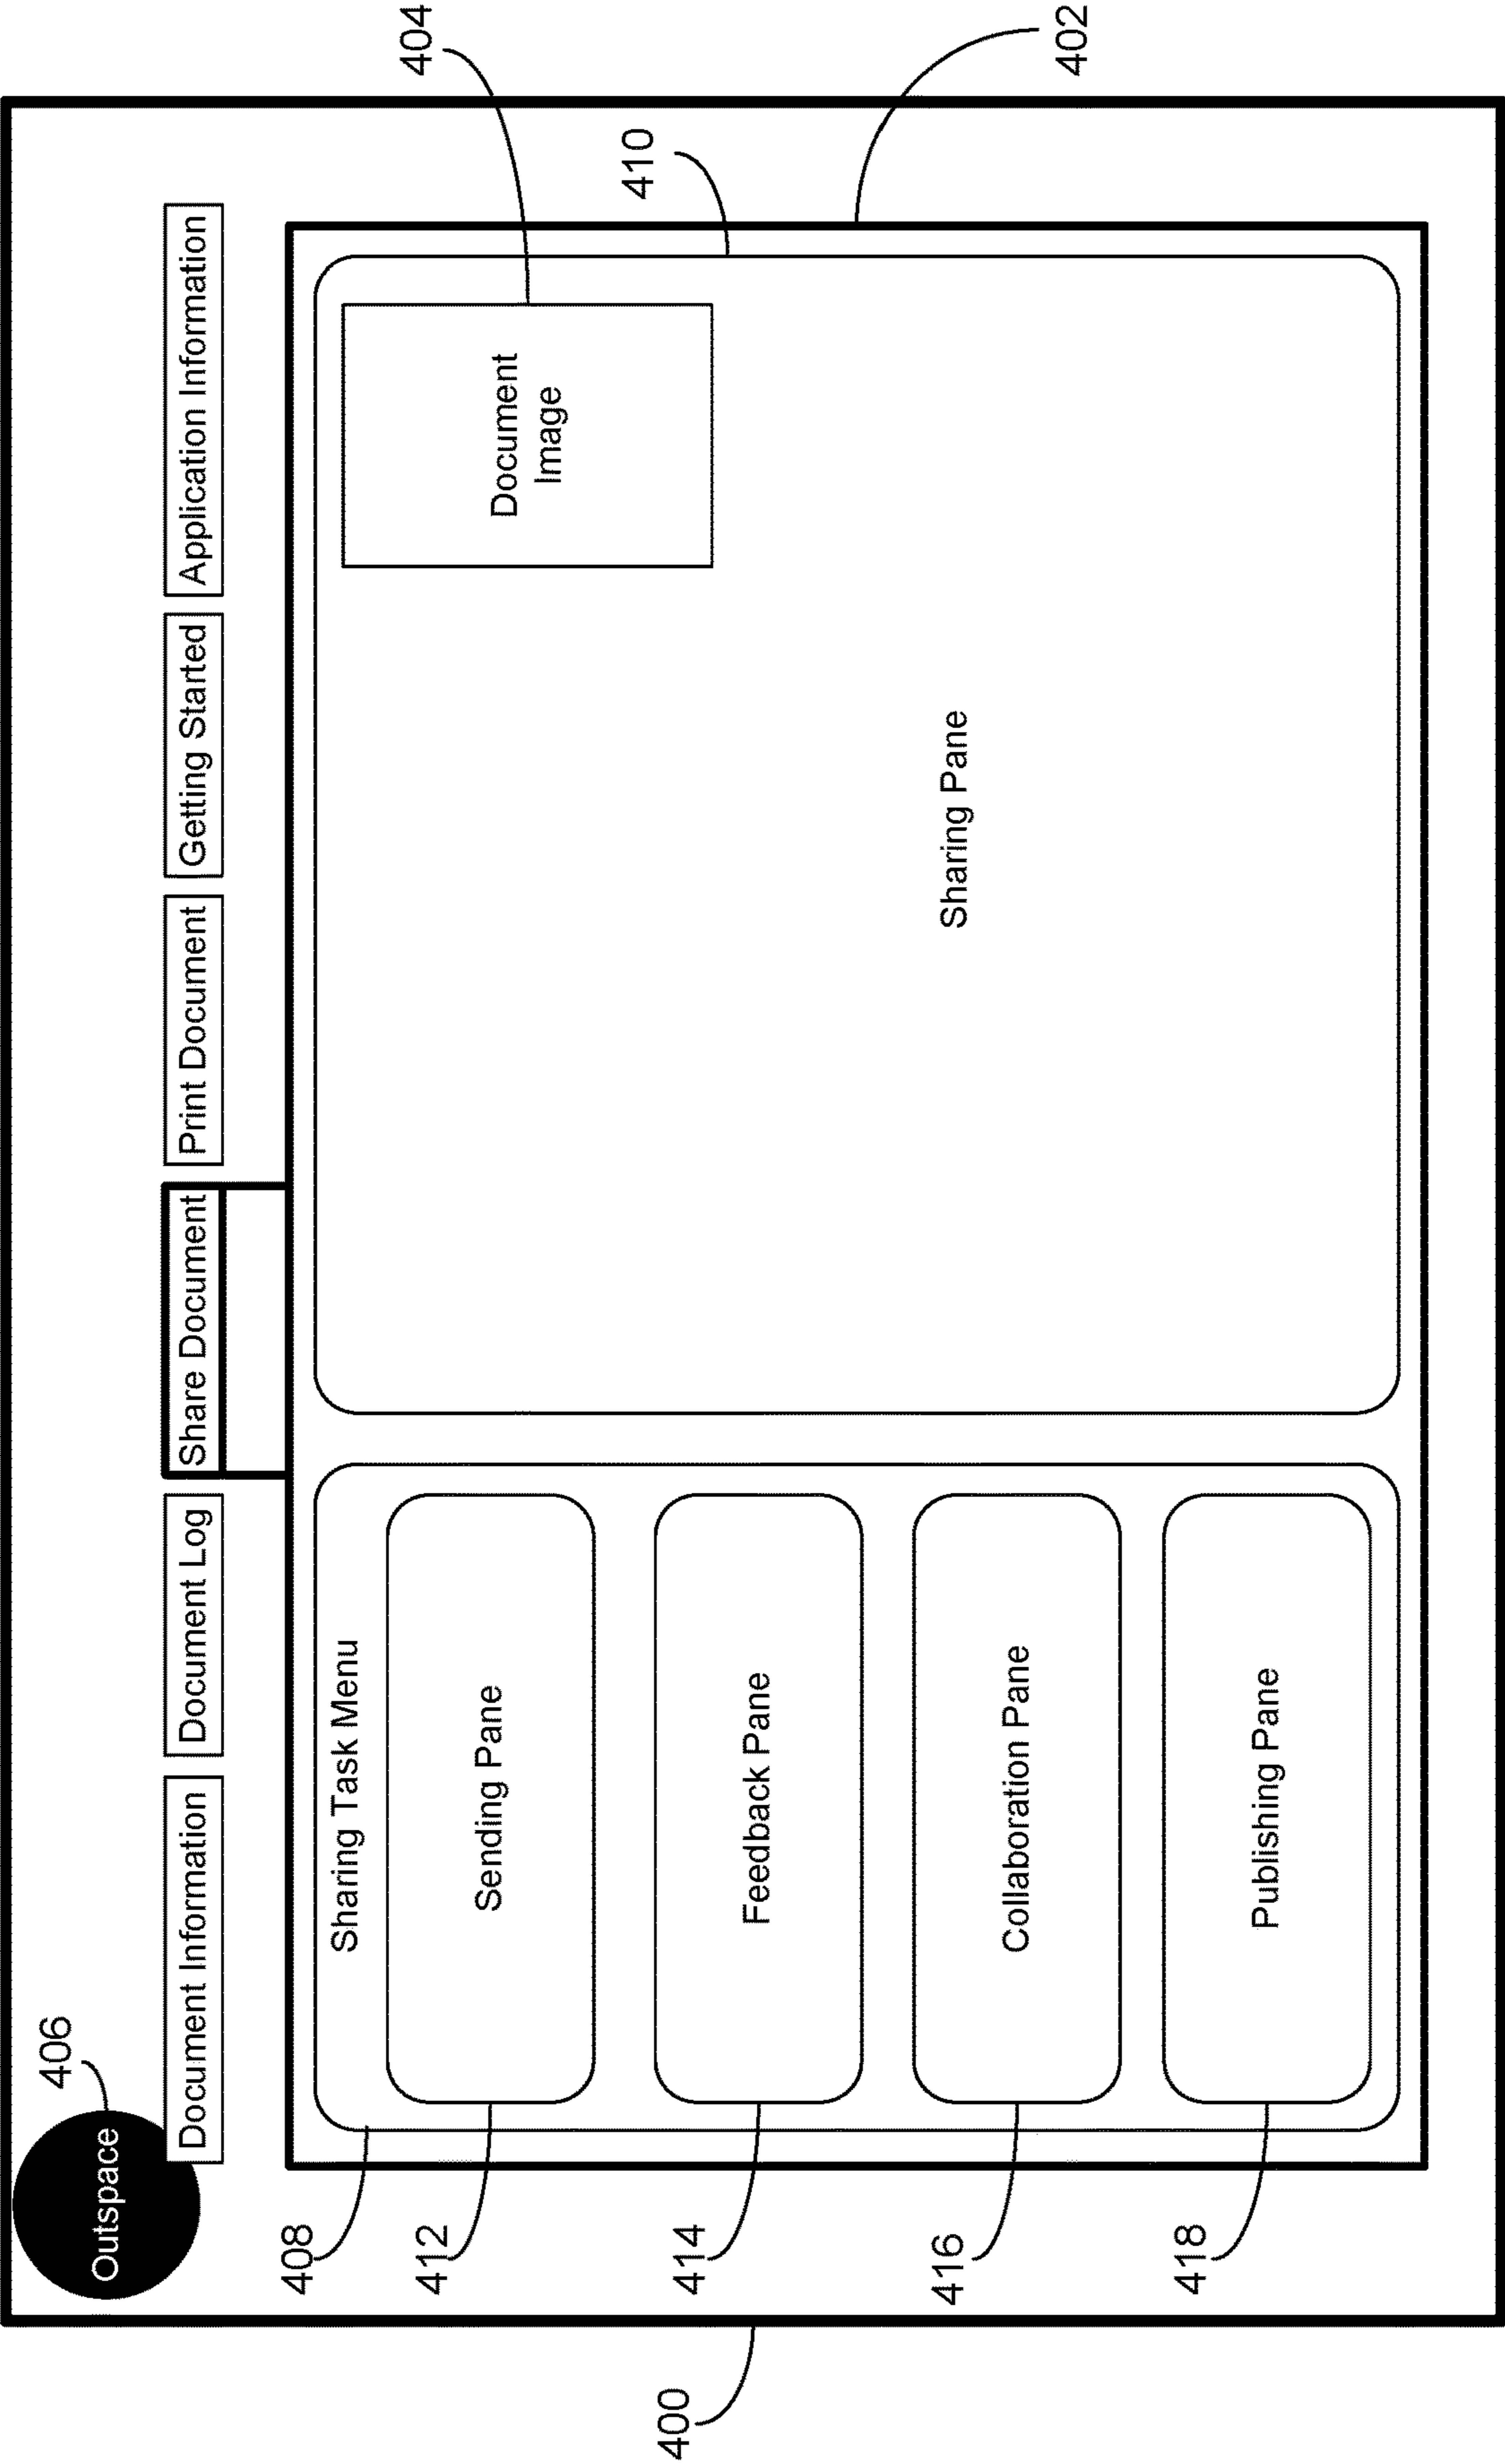 406
Outspace
Document Information
Document Log
Share Document
Print Document
Getting Started
Application Information
408
Sharing Task Menu
412
Sending Pane
414
Feedback Pane
416
Collaboration Pane
418
Publishing Pane
Document
Image
404
Sharing Pane
410
402
400